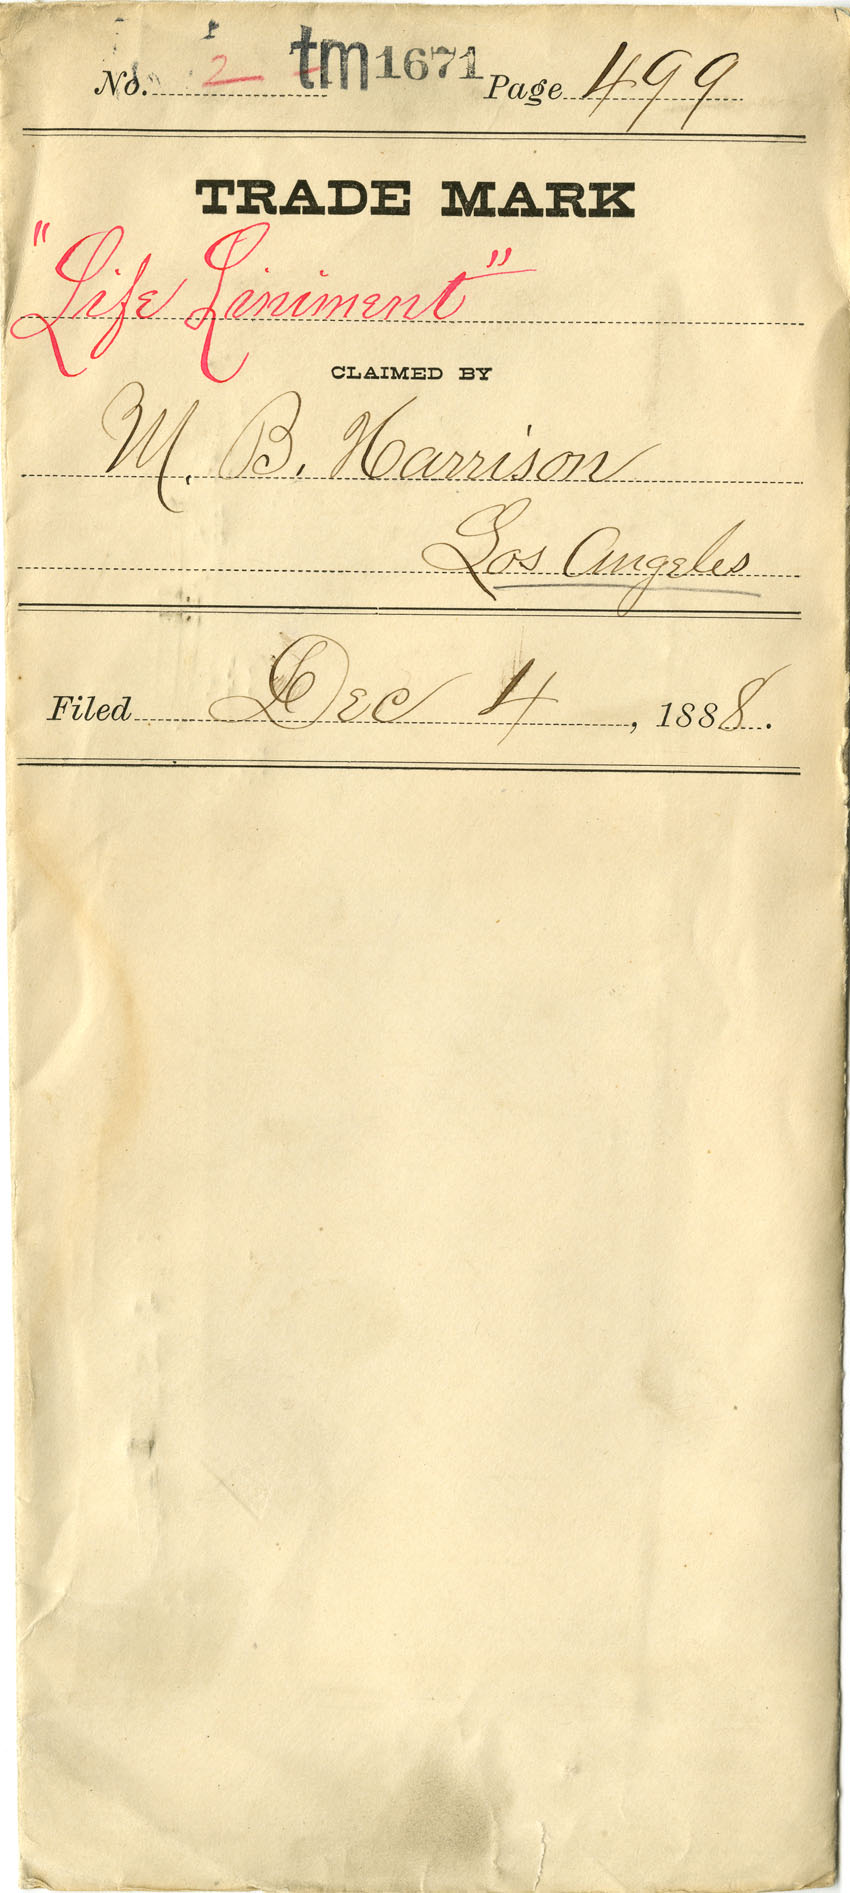 No. 2 tm 1671 Page 499
TRADE MARK
"Life Liniment"
CLAIMED BY
M. B. Harrison
Los Angeles
Filed Dec 4, 1888.